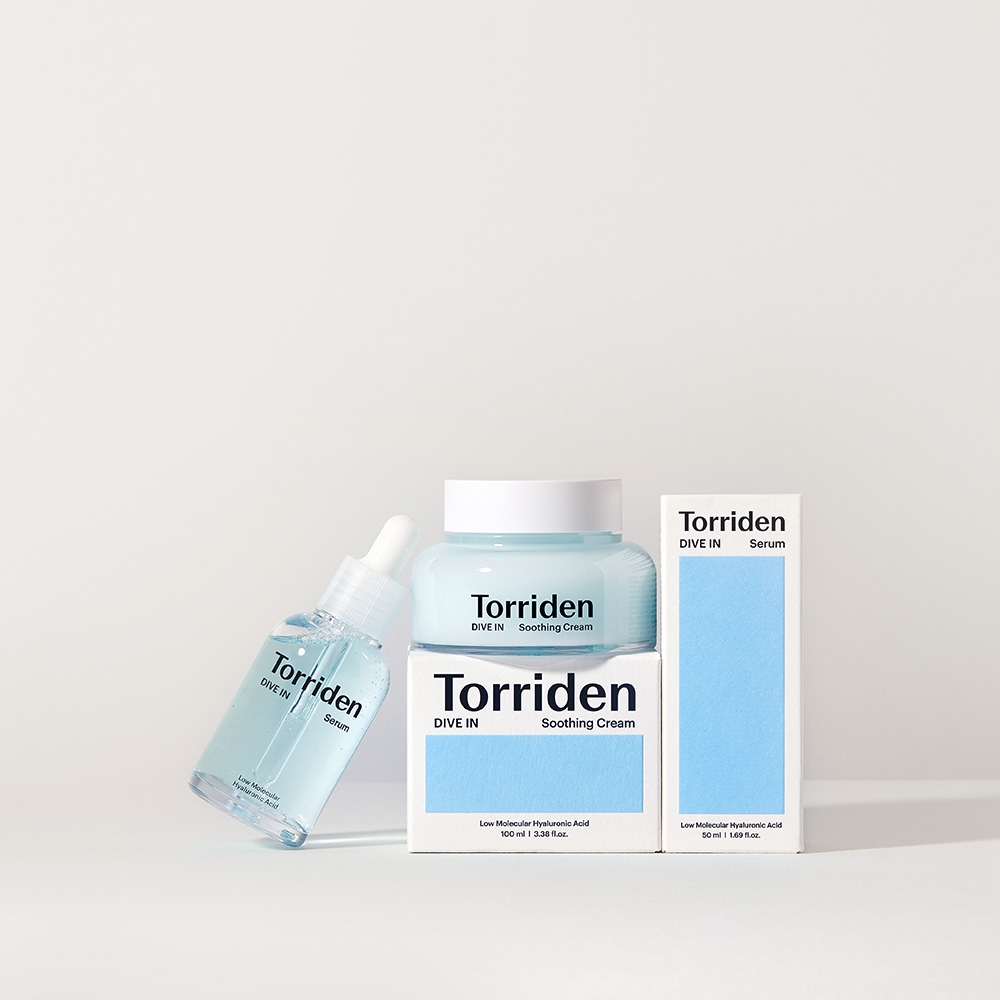 Torriden
DIVE IN
Serum
Low Molecular
Hyaluronic Acid
Torriden
DIVE IN Soothing Cream
Torriden
DIVE IN Soothing Cream
Low Molecular Hyaluronic Acid
100 ml | 3.38 fl.oz.
Torriden
DIVE IN Serum
Low Molecular Hyaluronic Acid
50 ml | 1.69 fl.oz.